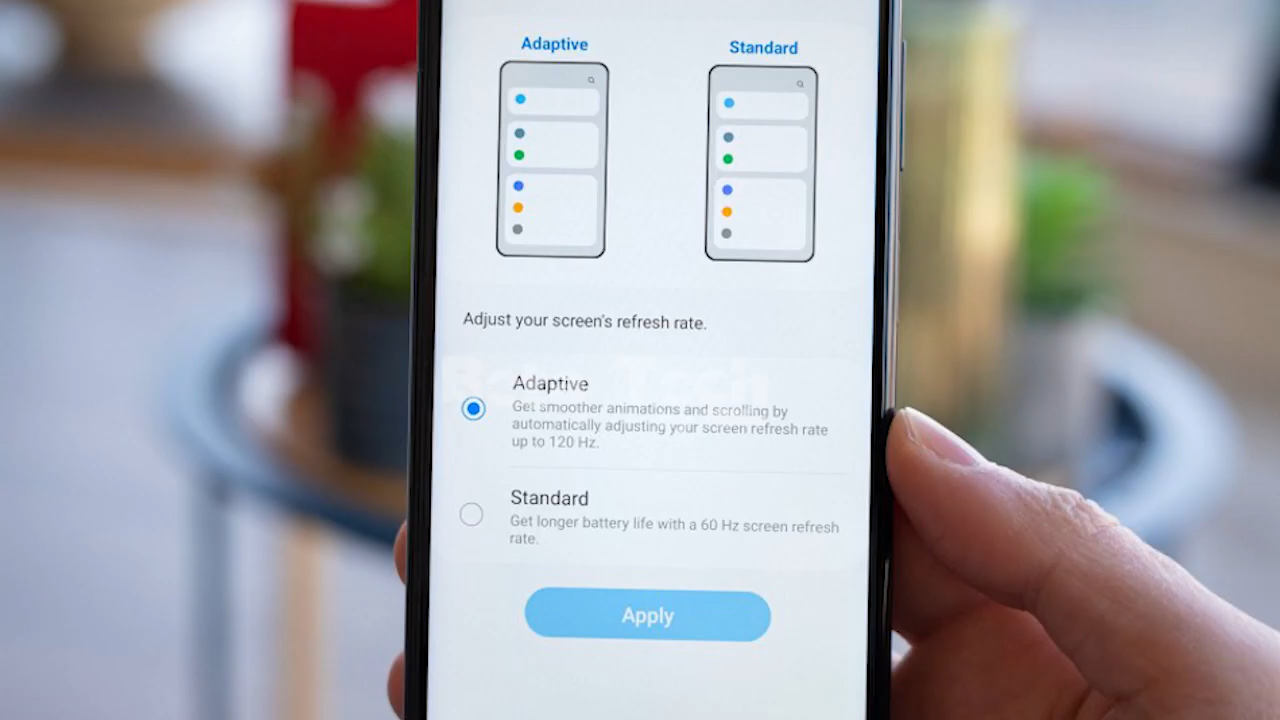 Adaptive
Standard
Adjust your screen's refresh rate.
Adaptive
Get smoother animations and scrolling by
automatically adjusting your screen refresh rate
up to 120 Hz.
Standard
Get longer battery life with a 60 Hz screen refresh
rate.
Apply